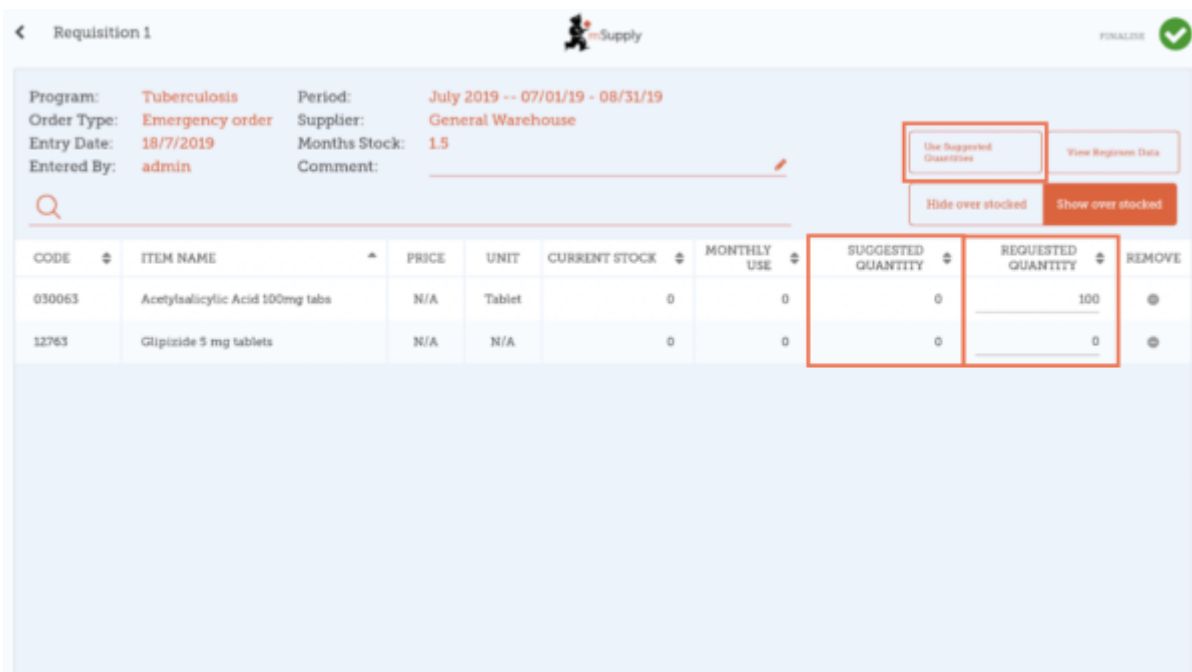 Requisition 1
mSupply
FINALISE
Program: Tuberculosis Period: July 2019 -- 07/01/19 - 08/31/19
Order Type: Emergency order Supplier: General Warehouse
Entry Date: 18/7/2019 Months Stock: 1.5
Entered By: admin Comment:
Use Suggested
Quantities
View Regimen Data
Hide over stocked Show over stocked
CODE ITEM NAME PRICE UNIT CURRENT STOCK MONTHLY USE SUGGESTED QUANTITY REQUESTED QUANTITY REMOVE
030063 Acetylsalicylic Acid 100mg tabs N/A Tablet 0 0 0 100
12763 Glipizide 5 mg tablets N/A N/A 0 0 0 0